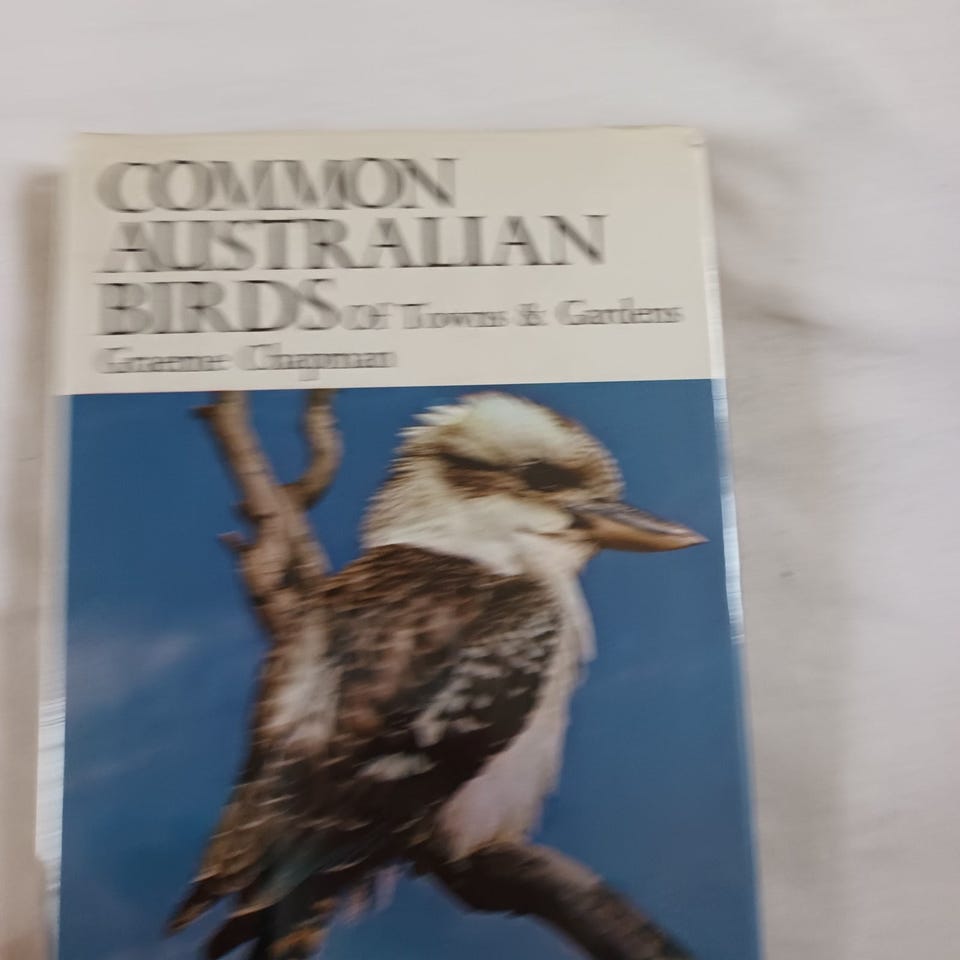 COMMON
AUSTRALIAN
BIRDS Of Towns & Gardens
Graeme Chapman